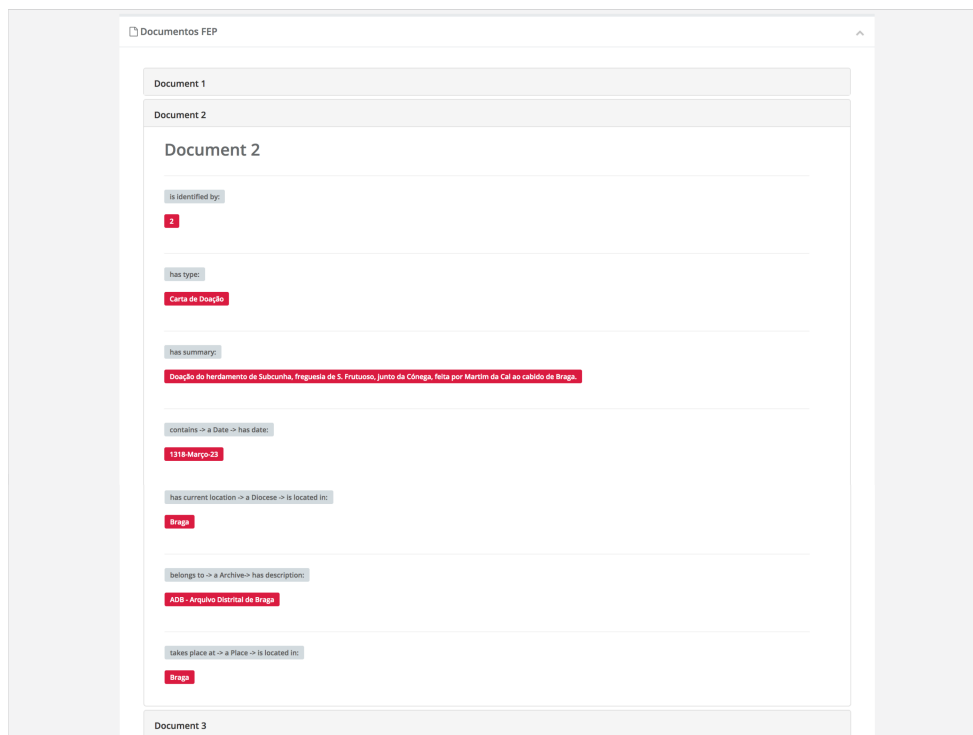 Documentos FEP
Document 1
Document 2
Document 2
is identified by:
2
has type:
Carta de Doação
has summary:
Doação do herdamento de Subcunha, freguesia de S. Frutuoso, junto da Cónega, feita por Martim da Cal ao cabido de Braga.
contains -> a Date -> has date:
1318-Março-23
has current location -> a Diocese -> is located in:
Braga
belongs to -> a Archive-> has description:
ADB - Arquivo Distrital de Braga
takes place at -> a Place -> is located in:
Braga
Document 3